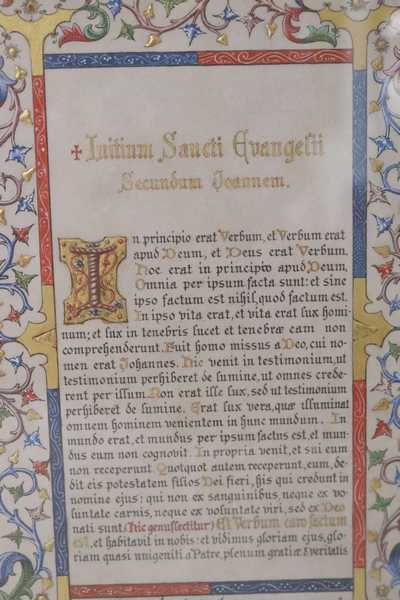 ✠ Initium Sancti Evangelii
Secundum Joannem.
In principio erat Verbum, et Verbum erat
apud Deum, et Deus erat Verbum.
Hoc erat in principio apud Deum,
Omnia per ipsum facta sunt: et sine
ipso factum est nihil, quod factum est.
In ipso vita erat, et vita erat lux homi-
num; et lux in tenebris lucet et tenebræ eam non
comprehenderunt. Fuit homo missus a Deo, cui no-
men erat Johannes. Hic venit in testimonium, ut
testimonium perhiberet de lumine, ut omnes crede-
rent per illum. Non erat ille lux, sed ut testimonium
perhiberet de lumine. Erat lux vera, quæ illuminat
omnem hominem venientem in hunc mundum. In
mundo erat, et mundus per ipsum factus est, et mun-
dus eum non cognovit. In propria venit, et sui eum
non receperunt. Quotquot autem receperunt, eum, de-
dit eis potestatem filios Dei fieri, his qui credunt in
nomine ejus: qui non ex sanguinibus, neque ex vo-
luntate carnis, neque ex voluntate viri, sed ex Deo
nati sunt. (Hic genuflectitur) Et Verbum caro factum
est, et habitavit in nobis: et vidimus gloriam ejus, glo-
riam quasi unigeniti a Patre, plenum gratiæ & veritatis